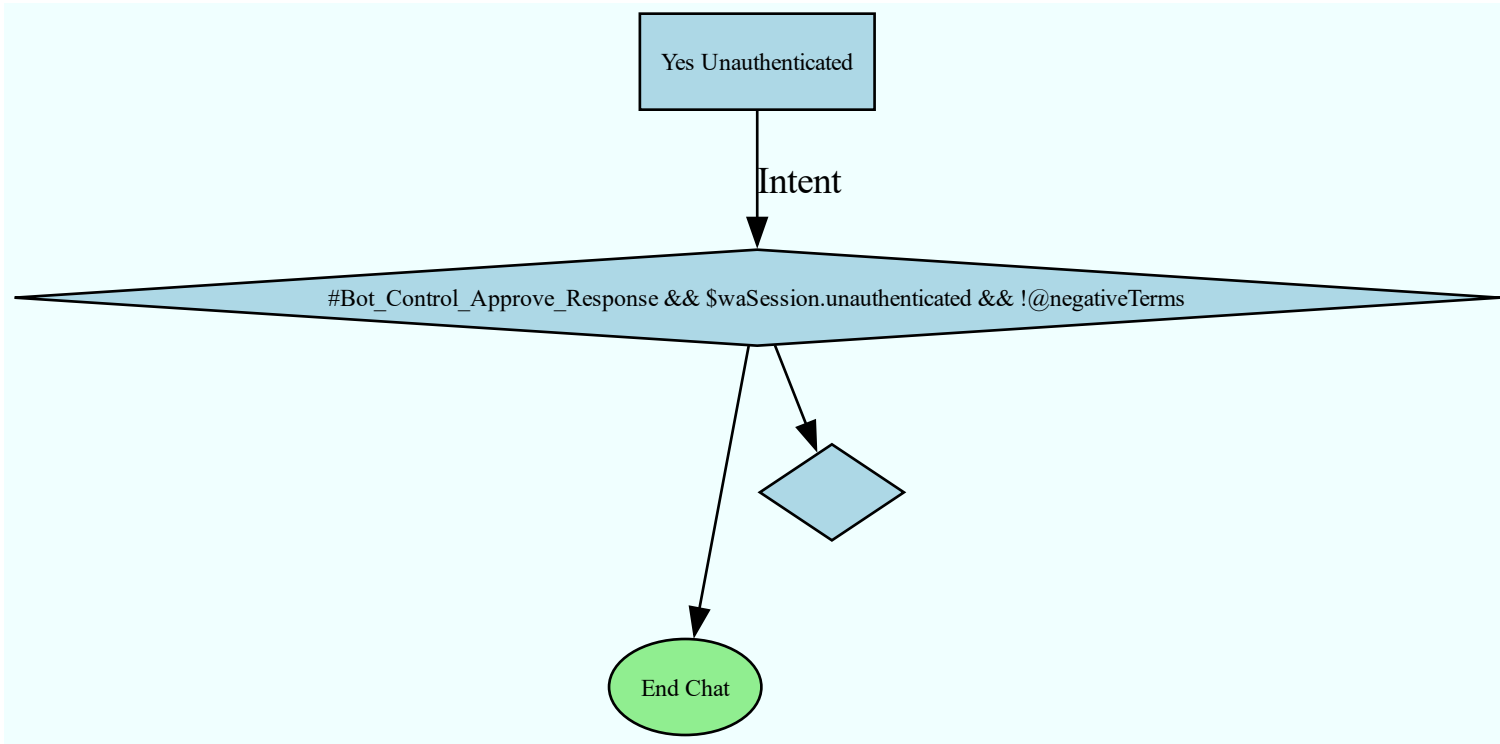 Yes Unauthenticated
Intent
#Bot_Control_Approve_Response && $waSession.unauthenticated && !@negativeTerms
End Chat